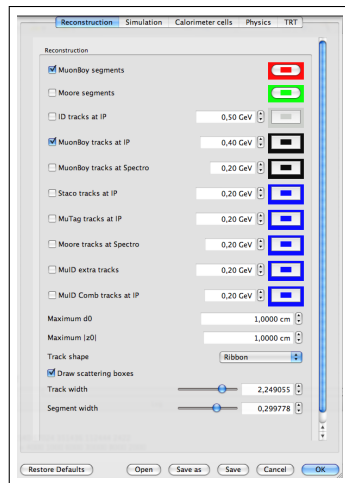 Reconstruction Simulation Calorimeter cells Physics TRT
Reconstruction
MuonBoy segments
Moore segments
ID tracks at IP 0,50 GeV
MuonBoy tracks at IP 0,40 GeV
MuonBoy tracks at Spectro 0,20 GeV
Staco tracks at IP 0,20 GeV
MuTag tracks at IP 0,20 GeV
Moore tracks at Spectro 0,20 GeV
MuID extra tracks 0,20 GeV
MuID Comb tracks at IP 0,20 GeV
Maximum d0 1,0000 cm
Maximum |z0| 1,0000 cm
Track shape Ribbon
Draw scattering boxes
Track width 2,249055
Segment width 0,299778
Restore Defaults Open Save as Save Cancel OK